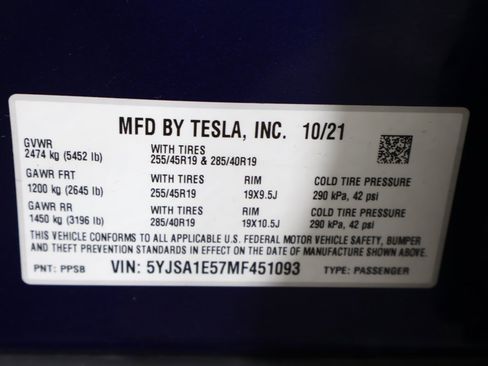 MFD BY TESLA, INC. 10/21
GVWR
2474 kg (5452 lb)
WITH TIRES
255/45R19 & 285/40R19
GAWR FRT
1200 kg (2645 lb)
WITH TIRES
255/45R19
RIM
19X9.5J
COLD TIRE PRESSURE
290 kPa, 42 psi
GAWR RR
1450 kg (3196 lb)
WITH TIRES
285/40R19
RIM
19X10.5J
COLD TIRE PRESSURE
290 kPa, 42 psi
THIS VEHICLE CONFORMS TO ALL APPLICABLE U.S. FEDERAL MOTOR VEHICLE SAFETY, BUMPER
AND THEFT PREVENTION STANDARDS IN EFFECT ON THE DATE OF MANUFACTURE SHOWN ABOVE.
PNT: PPSB VIN: 5YJSA1E57MF451093 TYPE: PASSENGER